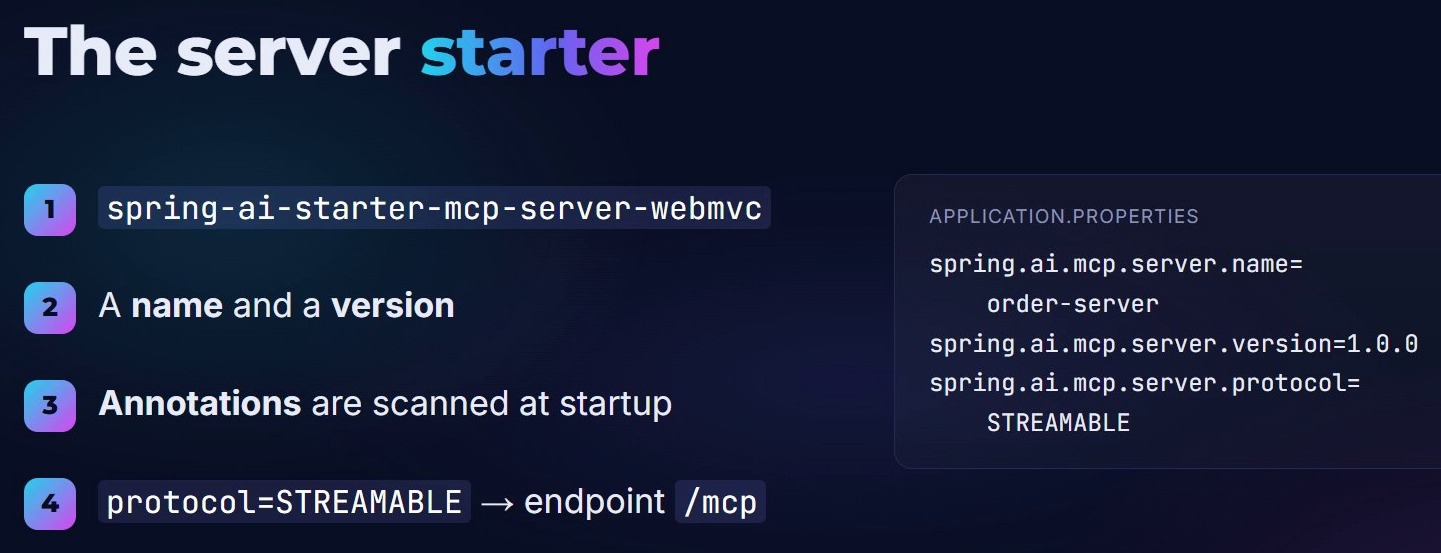 The server starter
1 spring-ai-starter-mcp-server-webmvc
2 A name and a version
3 Annotations are scanned at startup
4 protocol=STREAMABLE → endpoint /mcp
APPLICATION.PROPERTIES
spring.ai.mcp.server.name=
order-server
spring.ai.mcp.server.version=1.0.0
spring.ai.mcp.server.protocol=
STREAMABLE